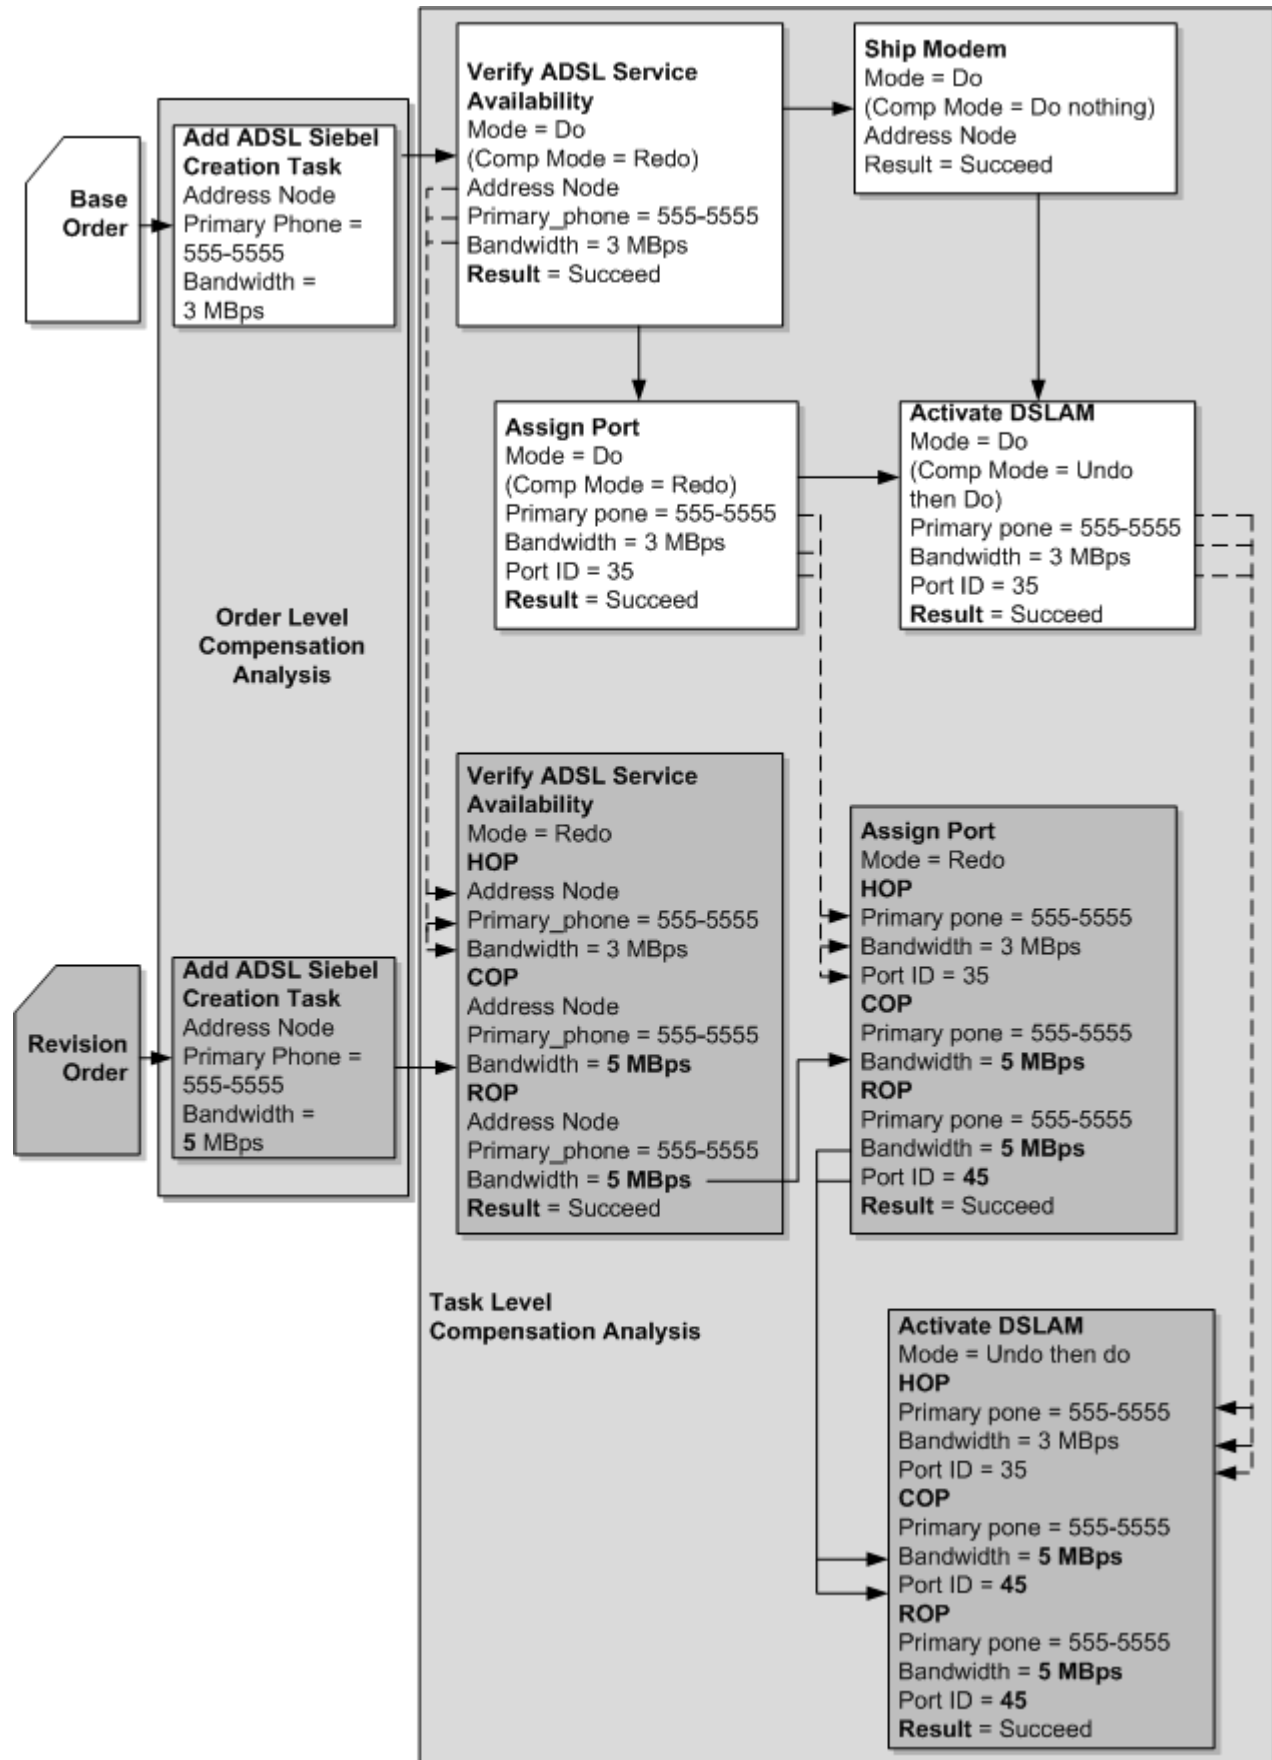 Base
Order
Add ADSL Siebel
Creation Task
Address Node
Primary Phone =
555-5555
Bandwidth =
3 MBps
Verify ADSL Service
Availability
Mode = Do
(Comp Mode = Redo)
Address Node
Primary_phone = 555-5555
Bandwidth = 3 MBps
Result = Succeed
Ship Modem
Mode = Do
(Comp Mode = Do nothing)
Address Node
Result = Succeed
Assign Port
Mode = Do
(Comp Mode = Redo)
Primary pone = 555-5555
Bandwidth = 3 MBps
Port ID = 35
Result = Succeed
Activate DSLAM
Mode = Do
(Comp Mode = Undo
then Do)
Primary pone = 555-5555
Bandwidth = 3 MBps
Port ID = 35
Result = Succeed
Order Level
Compensation
Analysis
Revision
Order
Add ADSL Siebel
Creation Task
Address Node
Primary Phone =
555-5555
Bandwidth =
5 MBps
Verify ADSL Service
Availability
Mode = Redo
HOP
Address Node
Primary_phone = 555-5555
Bandwidth = 3 MBps
COP
Address Node
Primary_phone = 555-5555
Bandwidth = 5 MBps
ROP
Address Node
Primary_phone = 555-5555
Bandwidth = 5 MBps
Result = Succeed
Assign Port
Mode = Redo
HOP
Primary pone = 555-5555
Bandwidth = 3 MBps
Port ID = 35
COP
Primary pone = 555-5555
Bandwidth = 5 MBps
ROP
Primary pone = 555-5555
Bandwidth = 5 MBps
Port ID = 45
Result = Succeed
Task Level
Compensation Analysis
Activate DSLAM
Mode = Undo then do
HOP
Primary pone = 555-5555
Bandwidth = 3 MBps
Port ID = 35
COP
Primary pone = 555-5555
Bandwidth = 5 MBps
Port ID = 45
ROP
Primary pone = 555-5555
Bandwidth = 5 MBps
Port ID = 45
Result = Succeed